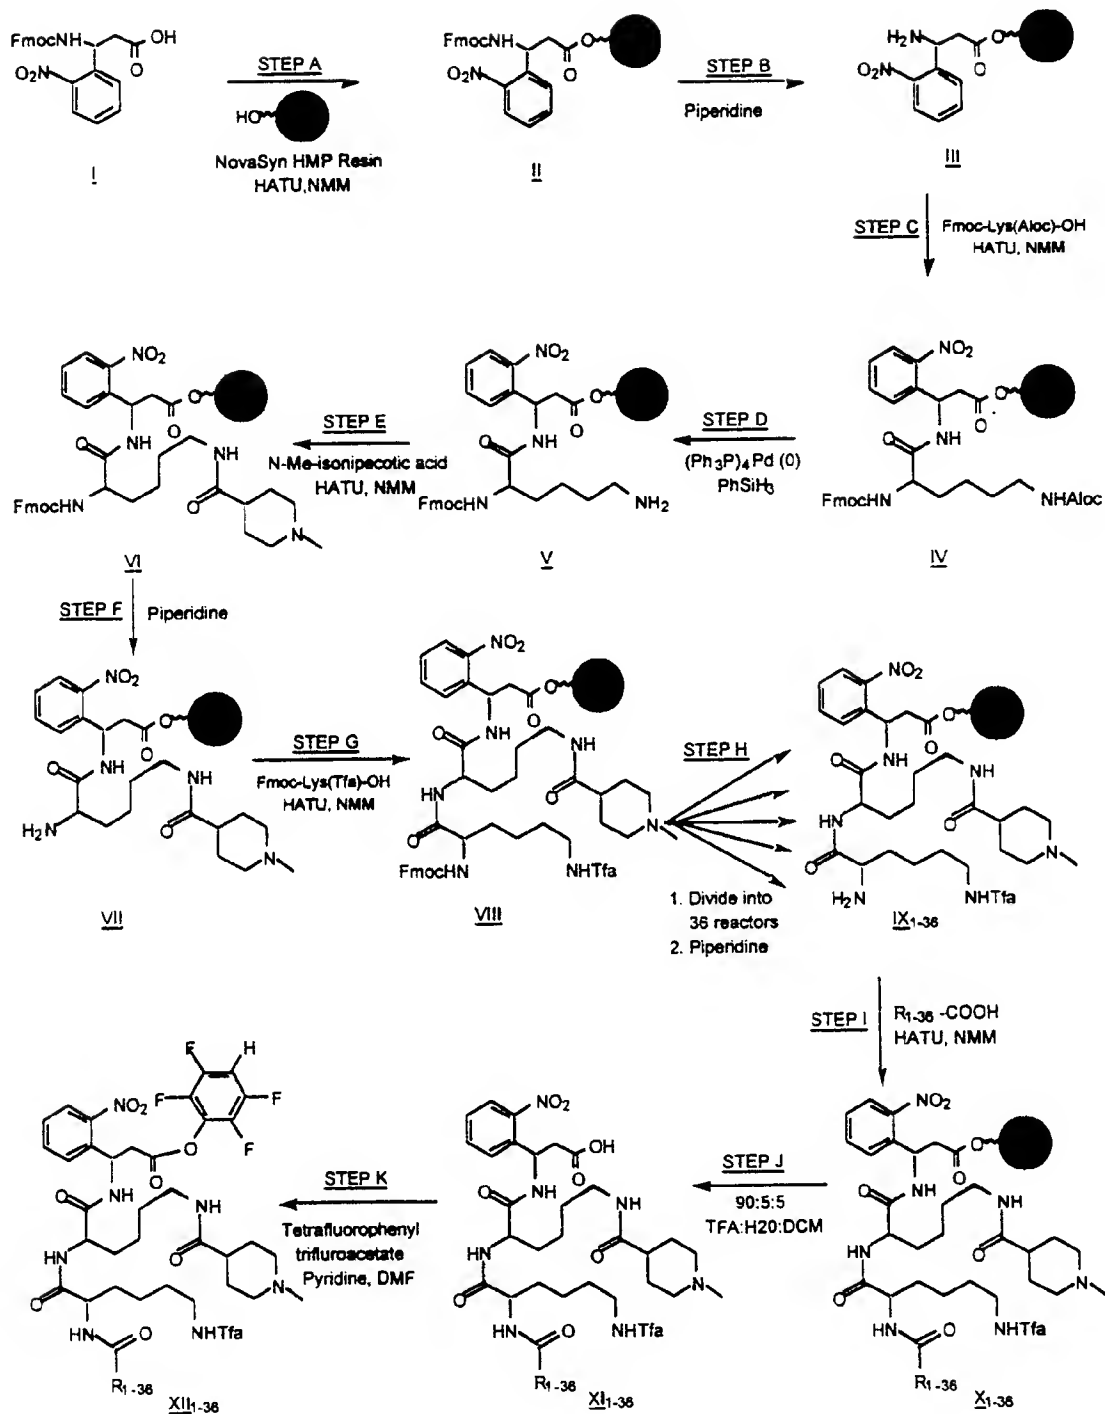 FmocHN
OH
O
O₂N
STEP A
HO
NovaSyn HMP Resin
HATU,NMM
I
FmocHN
O
O
O₂N
II
STEP B
Piperidine
H₂N
O
O
O₂N
III
STEP C
Fmoc-Lys(Aloc)-OH
HATU, NMM
NO₂
O
O
O
NH
FmocHN
NHAloc
IV
STEP D
(Ph₃P)₄Pd (0)
PhSiH₃
NO₂
O
O
O
NH
FmocHN
NH₂
V
STEP E
N-Me-isonipecotic acid
HATU, NMM
NO₂
O
O
O
NH
NH
FmocHN
O
N
VI
STEP F
Piperidine
NO₂
O
O
O
NH
NH
H₂N
O
N
VII
STEP G
Fmoc-Lys(Tfa)-OH
HATU, NMM
NO₂
O
O
O
NH
NH
HN
O
O
N
FmocHN
NHTfa
VIII
STEP H
1. Divide into
36 reactors
2. Piperidine
NO₂
O
O
O
NH
NH
HN
O
O
N
H₂N
NHTfa
IX₁₋₃₆
STEP I
R₁₋₃₆ -COOH
HATU, NMM
NO₂
O
O
O
NH
NH
HN
O
O
N
HN
O
NHTfa
R₁₋₃₆
X₁₋₃₆
STEP J
90:5:5
TFA:H20:DCM
NO₂
OH
O
O
NH
NH
HN
O
O
N
HN
O
NHTfa
R₁₋₃₆
XI₁₋₃₆
STEP K
Tetrafluorophenyl
trifluroacetate
Pyridine, DMF
F
H
F
F
F
NO₂
O
O
O
NH
NH
HN
O
O
N
HN
O
NHTfa
R₁₋₃₆
XII₁₋₃₆